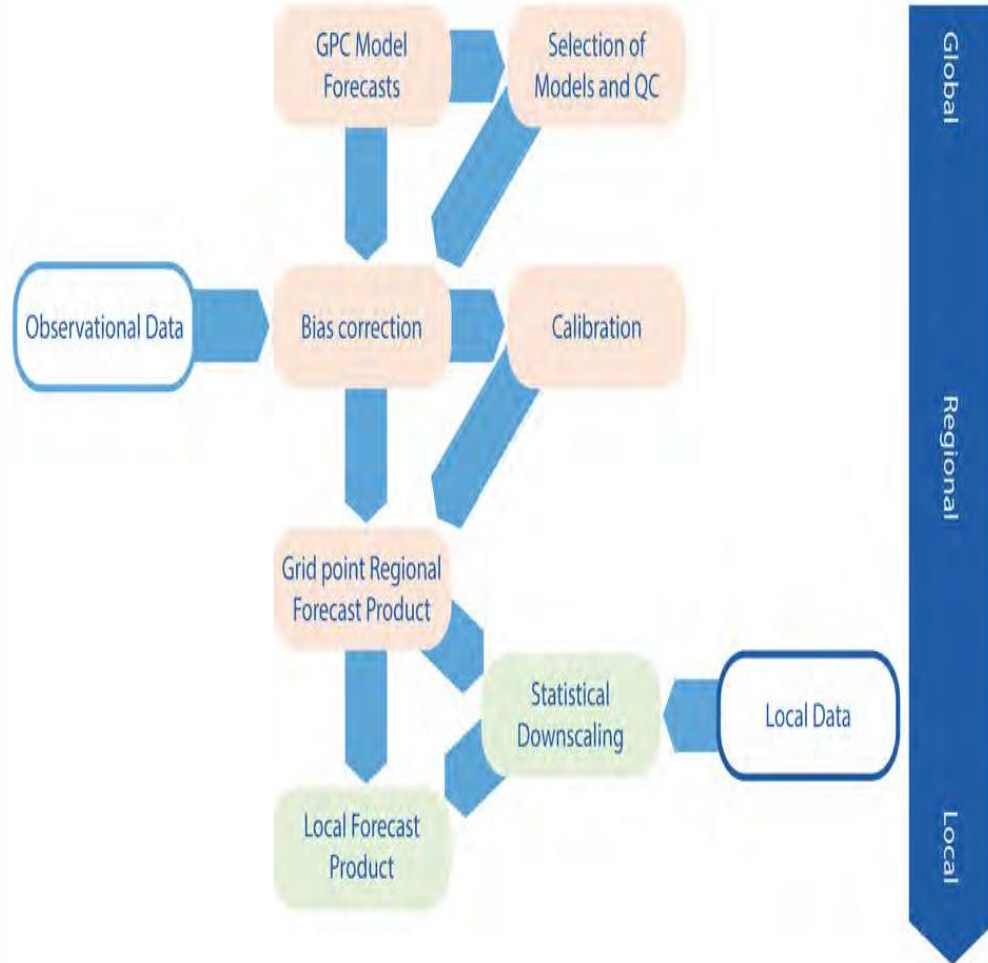 GPC Model
Forecasts
Selection of
Models and QC
Global
Observational Data
Bias correction
Calibration
Regional
Grid point Regional
Forecast Product
Statistical
Downscaling
Local Data
Local Forecast
Product
Local